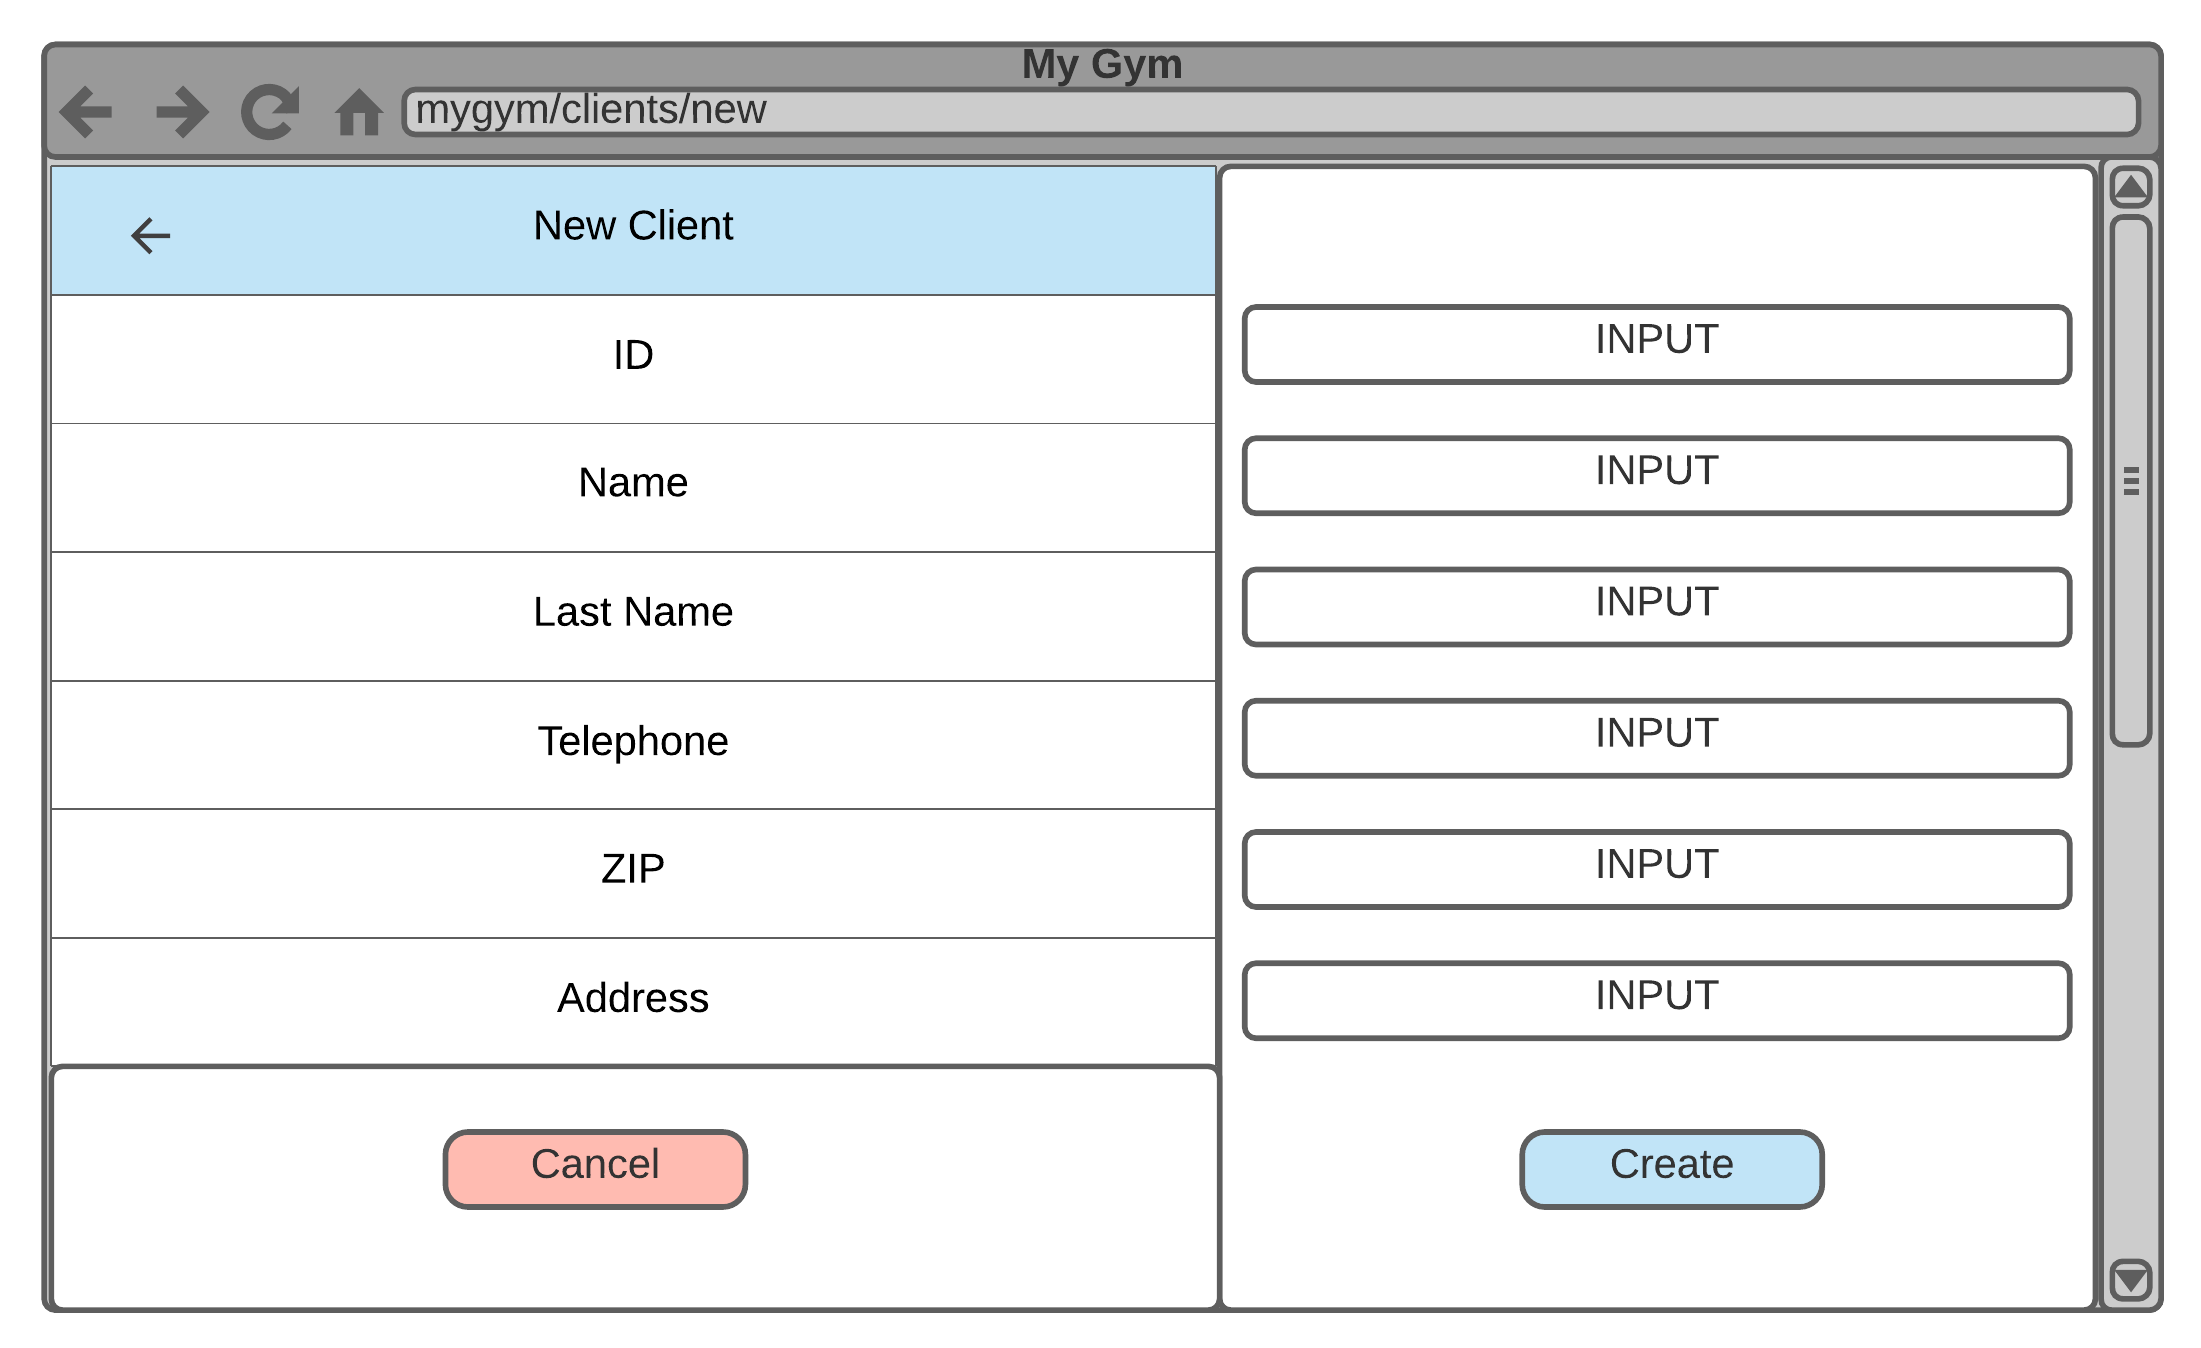 My Gym
mygym/clients/new
New Client
ID
INPUT
Name
INPUT
Last Name
INPUT
Telephone
INPUT
ZIP
INPUT
Address
INPUT
Cancel
Create